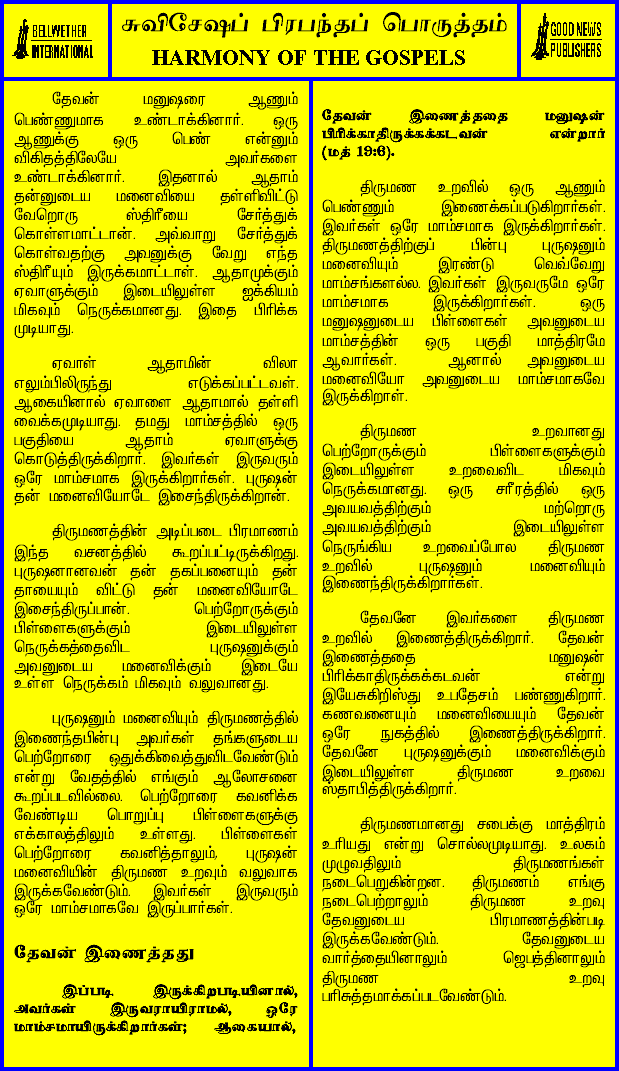 BELLWETHER
INTERNATIONAL
சுவிசேஷப் பிரபந்தப் பொருத்தம்
HARMONY OF THE GOSPELS
GOOD NEWS
PUBLISHERS
தேவன் மனுஷரை ஆணும்
பெண்ணுமாக உண்டாக்கினார். ஒரு
ஆணுக்கு ஒரு பெண் என்னும்
விகிதத்திலேயே அவர்களை
உண்டாக்கினார். இதனால் ஆதாம்
தன்னுடைய மனைவியை தள்ளிவிட்டு
வேறொரு ஸ்திரீயை சேர்த்துக்
கொள்ளமாட்டான். அவ்வாறு சேர்த்துக்
கொள்வதற்கு அவனுக்கு வேறு எந்த
ஸ்திரீயும் இருக்கமாட்டாள். ஆதாமுக்கும்
ஏவாளுக்கும் இடையிலுள்ள ஐக்கியம்
மிகவும் நெருக்கமானது. இதை பிரிக்க
முடியாது.
ஏவாள் ஆதாமின் விலா
எலும்பிலிருந்து எடுக்கப்பட்டவள்.
ஆகையினால் ஏவாளை ஆதாமால் தள்ளி
வைக்கமுடியாது. தமது மாம்சத்தில் ஒரு
பகுதியை ஆதாம் ஏவாளுக்கு
கொடுத்திருக்கிறார். இவர்கள் இருவரும்
ஒரே மாம்சமாக இருக்கிறார்கள். புருஷன்
தன் மனைவியோடே இசைந்திருக்கிறான்.
திருமணத்தின் அடிப்படை பிரமாணம்
இந்த வசனத்தில் கூறப்பட்டிருக்கிறது.
புருஷனானவன் தன் தகப்பனையும் தன்
தாயையும் விட்டு தன் மனைவியோடே
இசைந்திருப்பான். பெற்றோருக்கும்
பிள்ளைகளுக்கும் இடையிலுள்ள
நெருக்கத்தைவிட புருஷனுக்கும்
அவனுடைய மனைவிக்கும் இடையே
உள்ள நெருக்கம் மிகவும் வலுவானது.
புருஷனும் மனைவியும் திருமணத்தில்
இணைந்தபின்பு அவர்கள் தங்களுடைய
பெற்றோரை ஒதுக்கிவைத்துவிடவேண்டும்
என்று வேதத்தில் எங்கும் ஆலோசனை
கூறப்படவில்லை. பெற்றோரை கவனிக்க
வேண்டிய பொறுப்பு பிள்ளைகளுக்கு
எக்காலத்திலும் உள்ளது. பிள்ளைகள்
பெற்றோரை கவனித்தாலும், புருஷன்
மனைவியின் திருமண உறவும் வலுவாக
இருக்கவேண்டும். இவர்கள் இருவரும்
ஒரே மாம்சமாகவே இருப்பார்கள்.
தேவன் இணைத்தது
இப்படி இருக்கிறபடியினால்,
அவர்கள் இருவராயிராமல், ஒரே
மாம்சமாயிருக்கிறார்கள்; ஆகையால்,
தேவன் இணைத்ததை மனுஷன்
பிரிக்காதிருக்கக்கடவன் என்றார்
(மத் 19:6).
திருமண உறவில் ஒரு ஆணும்
பெண்ணும் இணைக்கப்படுகிறார்கள்.
இவர்கள் ஒரே மாம்சமாக இருக்கிறார்கள்.
திருமணத்திற்குப் பின்பு புருஷனும்
மனைவியும் இரண்டு வெவ்வேறு
மாம்சங்களல்ல. இவர்கள் இருவருமே ஒரே
மாம்சமாக இருக்கிறார்கள். ஒரு
மனுஷனுடைய பிள்ளைகள் அவனுடைய
மாம்சத்தின் ஒரு பகுதி மாத்திரமே
ஆவார்கள். ஆனால் அவனுடைய
மனைவியோ அவனுடைய மாம்சமாகவே
இருக்கிறாள்.
திருமண உறவானது
பெற்றோருக்கும் பிள்ளைகளுக்கும்
இடையிலுள்ள உறவைவிட மிகவும்
நெருக்கமானது. ஒரு சரீரத்தில் ஒரு
அவயவத்திற்கும் மற்றொரு
அவயவத்திற்கும் இடையிலுள்ள
நெருங்கிய உறவைப்போல திருமண
உறவில் புருஷனும் மனைவியும்
இணைந்திருக்கிறார்கள்.
தேவனே இவர்களை திருமண
உறவில் இணைத்திருக்கிறார். தேவன்
இணைத்ததை மனுஷன்
பிரிக்காதிருக்கக்கடவன் என்று
இயேசுகிறிஸ்து உபதேசம் பண்ணுகிறார்.
கணவனையும் மனைவியையும் தேவன்
ஒரே நுகத்தில் இணைத்திருக்கிறார்.
தேவனே புருஷனுக்கும் மனைவிக்கும்
இடையிலுள்ள திருமண உறவை
ஸ்தாபித்திருக்கிறார்.
திருமணமானது சபைக்கு மாத்திரம்
உரியது என்று சொல்லமுடியாது. உலகம்
முழுவதிலும் திருமணங்கள்
நடைபெறுகின்றன. திருமணம் எங்கு
நடைபெற்றாலும் திருமண உறவு
தேவனுடைய பிரமாணத்தின்படி
இருக்கவேண்டும். தேவனுடைய
வார்த்தையினாலும் ஜெபத்தினாலும்
திருமண உறவு
பரிசுத்தமாக்கப்படவேண்டும்.